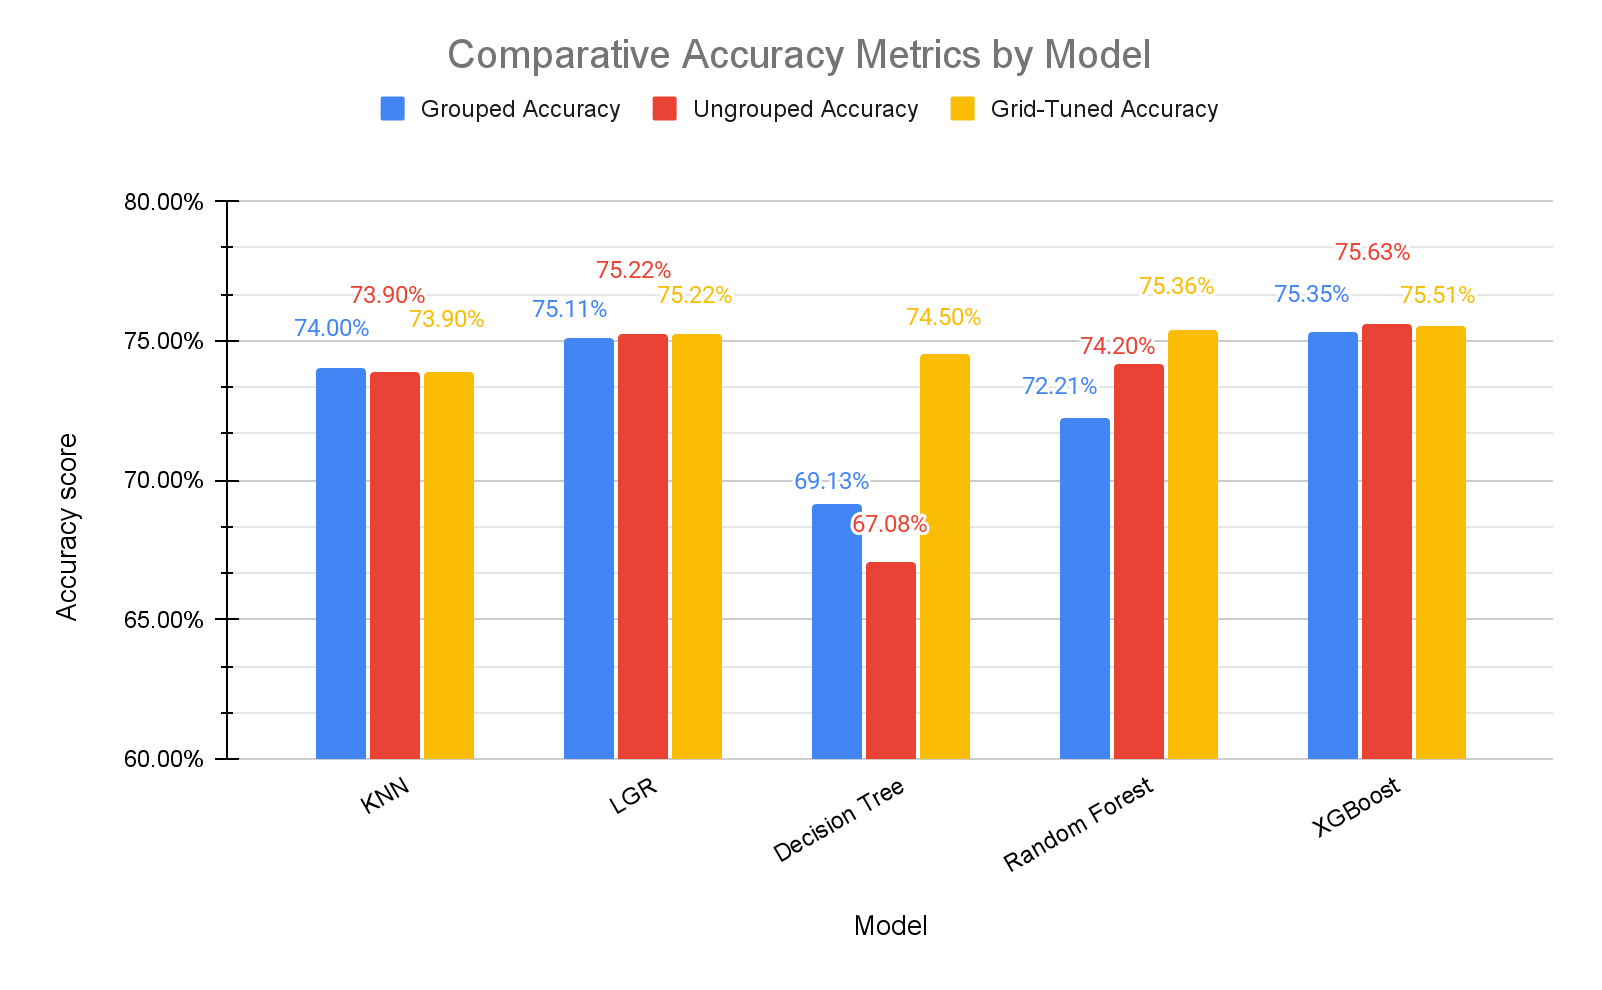 Comparative Accuracy Metrics by Model
Grouped Accuracy Ungrouped Accuracy Grid-Tuned Accuracy
Accuracy score
80.00%
75.00%
70.00%
65.00%
60.00%
74.00% 73.90% 73.90%
75.11% 75.22% 75.22%
69.13% 67.08% 74.50%
72.21% 74.20% 75.36%
75.35% 75.63% 75.51%
KNN LGR Decision Tree Random Forest XGBoost
Model